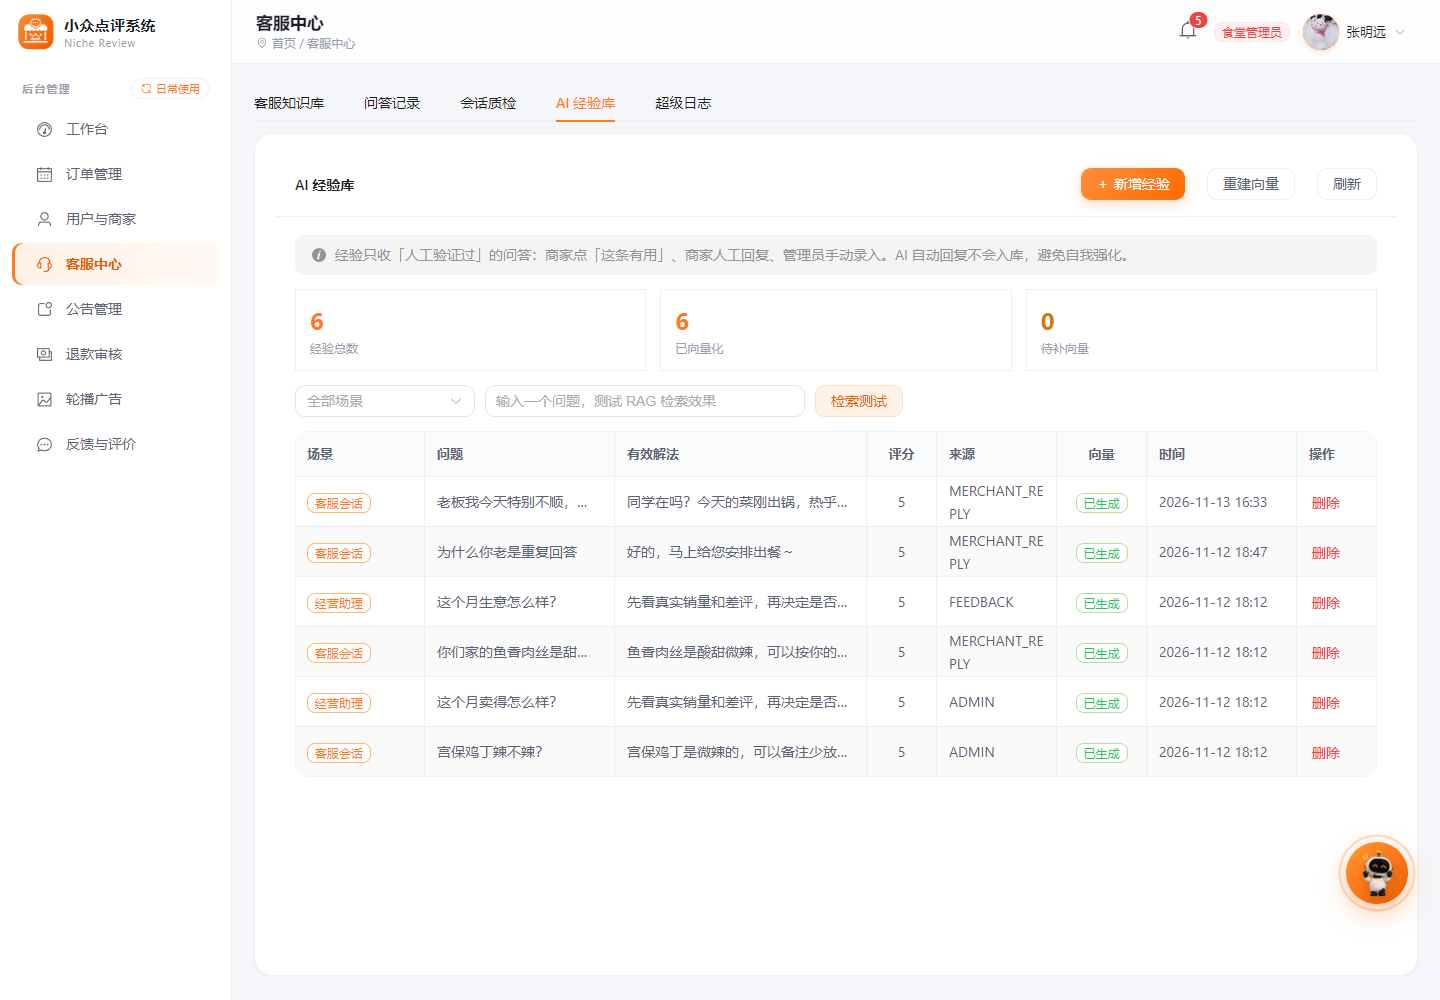 小众点评系统
Niche Review
后台管理
日常使用
工作台
订单管理
用户与商家
客服中心
公告管理
退款审核
轮播广告
反馈与评价
客服中心
首页 / 客服中心
5
食堂管理员
张明远
客服知识库
问答记录
会话质检
AI 经验库
超级日志
AI 经验库
+ 新增经验
重建向量
刷新
经验只收「人工验证过」的问答：商家点「这条有用」、商家人工回复、管理员手动录入。AI 自动回复不会入库，避免自我强化。
6
经验总数
6
已向量化
0
待补向量
全部场景
输入一个问题，测试 RAG 检索效果
检索测试
场景 问题 有效解法 评分 来源 向量 时间 操作
客服会话 老板我今天特别不顺，... 同学在吗？今天的菜刚出锅，热乎... 5 MERCHANT_RE
PLY 已生成 2026-11-13 16:33 删除
客服会话 为什么你老是重复回答 好的，马上给您安排出餐～ 5 MERCHANT_RE
PLY 已生成 2026-11-12 18:47 删除
经营助理 这个月生意怎么样？ 先看真实销量和差评，再决定是否... 5 FEEDBACK 已生成 2026-11-12 18:12 删除
客服会话 你们家的鱼香肉丝是甜... 鱼香肉丝是酸甜微辣，可以按你的... 5 MERCHANT_RE
PLY 已生成 2026-11-12 18:12 删除
经营助理 这个月卖得怎么样？ 先看真实销量和差评，再决定是否... 5 ADMIN 已生成 2026-11-12 18:12 删除
客服会话 宫保鸡丁辣不辣？ 宫保鸡丁是微辣的，可以备注少放... 5 ADMIN 已生成 2026-11-12 18:12 删除